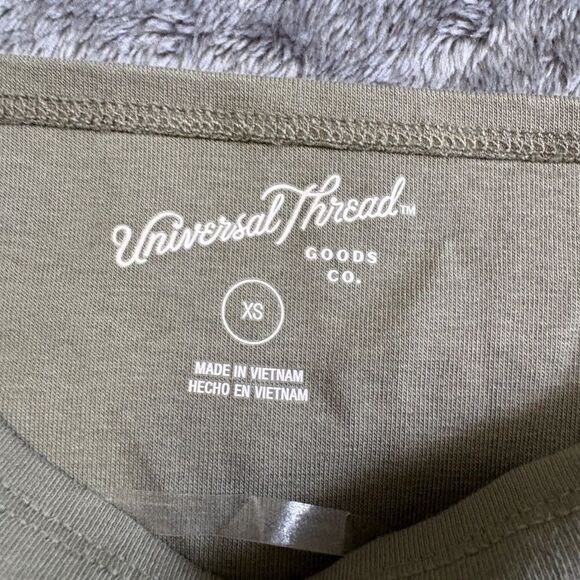 Universal Thread™
GOODS
CO.
XS
MADE IN VIETNAM
HECHO EN VIETNAM